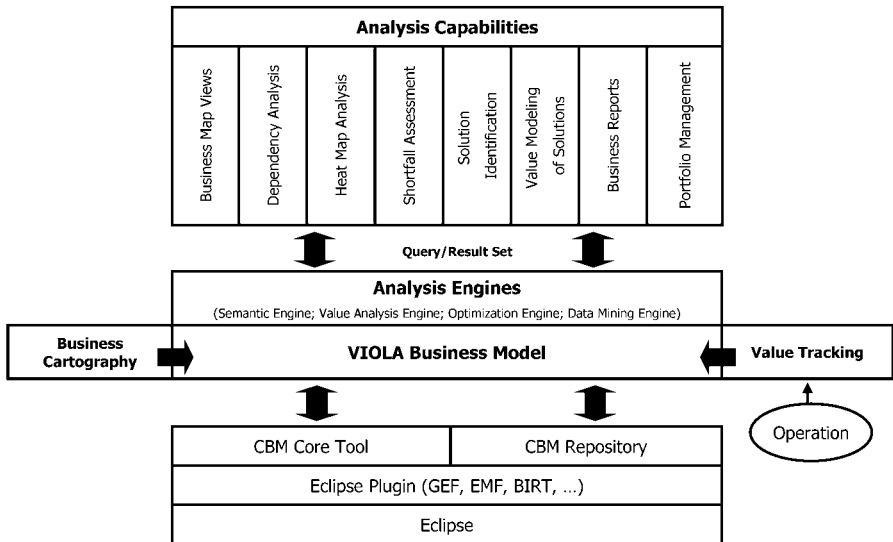 Analysis Capabilities
Business Map Views
Dependency Analysis
Heat Map Analysis
Shortfall Assessment
Solution
Identification
Value Modeling
of Solutions
Business Reports
Portfolio Management
Query/Result Set
Analysis Engines
(Semantic Engine; Value Analysis Engine; Optimization Engine; Data Mining Engine)
Business
Cartography
VIOLA Business Model
Value Tracking
Operation
CBM Core Tool
CBM Repository
Eclipse Plugin (GEF, EMF, BIRT, ...)
Eclipse